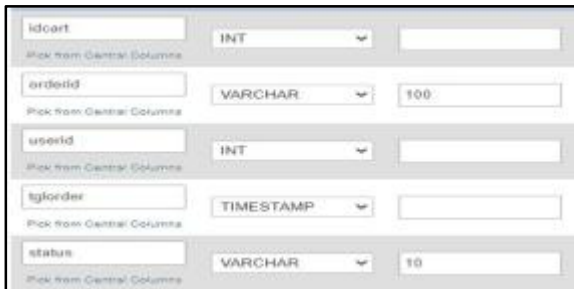 idcart
INT
Pick from Central Columns
orderid
VARCHAR 100
Pick from Central Columns
userid
INT
Pick from Central Columns
tglorder
TIMESTAMP
Pick from Central Columns
status
VARCHAR 10
Pick from Central Columns